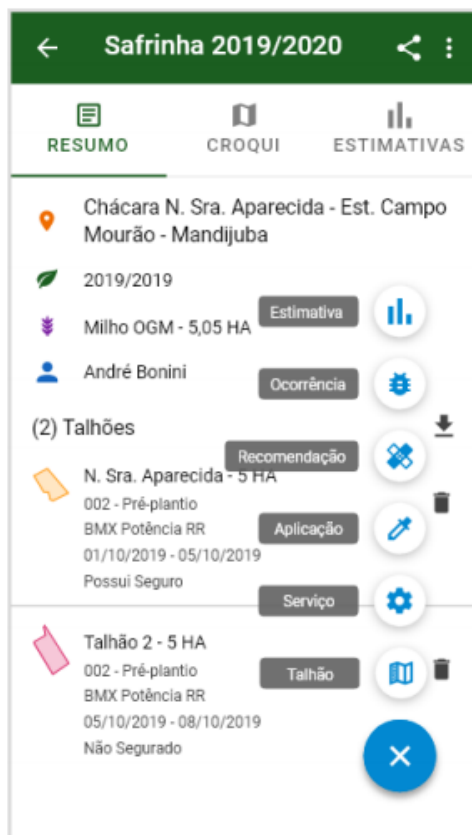 Safrinha 2019/2020
RESUMO
CROQUI
ESTIMATIVAS
Chácara N. Sra. Aparecida - Est. Campo
Mourão - Mandijuba
2019/2019
Estimativa
Milho OGM - 5,05 HA
André Bonini
Ocorrência
(2) Talhões
Recomendação
N. Sra. Aparecida - 5 HA
002 - Pré-plantio
BMX Potência RR
Aplicação
01/10/2019 - 05/10/2019
Possui Seguro
Serviço
Talhão 2 - 5 HA
002 - Pré-plantio
Talhão
BMX Potência RR
05/10/2019 - 08/10/2019
Não Segurado